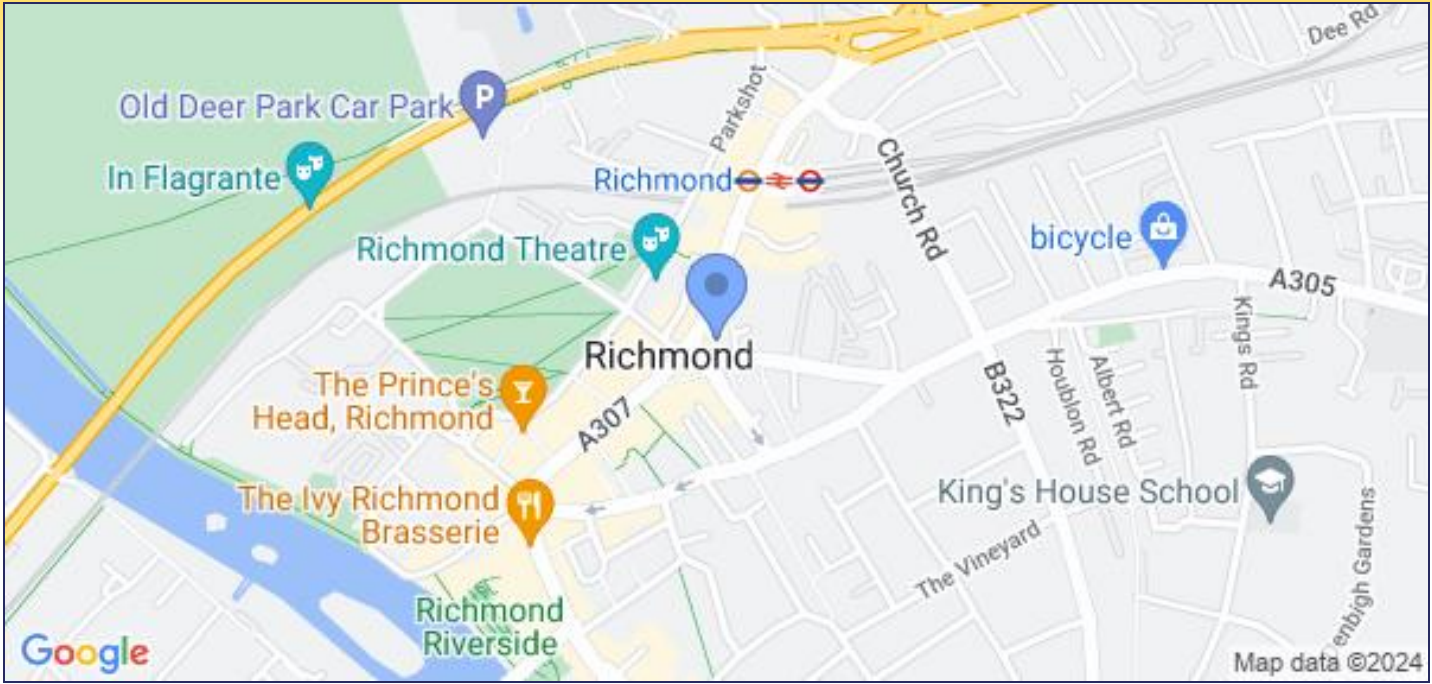 Dee Rd
Old Deer Park Car Park
P
Parkshot
In Flagrante
Richmond
Church Rd
Richmond Theatre
bicycle
A305
Kings Rd
Richmond
The Prince's
Head, Richmond
A307
B322
Houblon Rd
Albert Rd
The Ivy Richmond
Brasserie
King's House School
The Vineyard
enbigh Gardens
Richmond
Riverside
Google
Map data ©2024